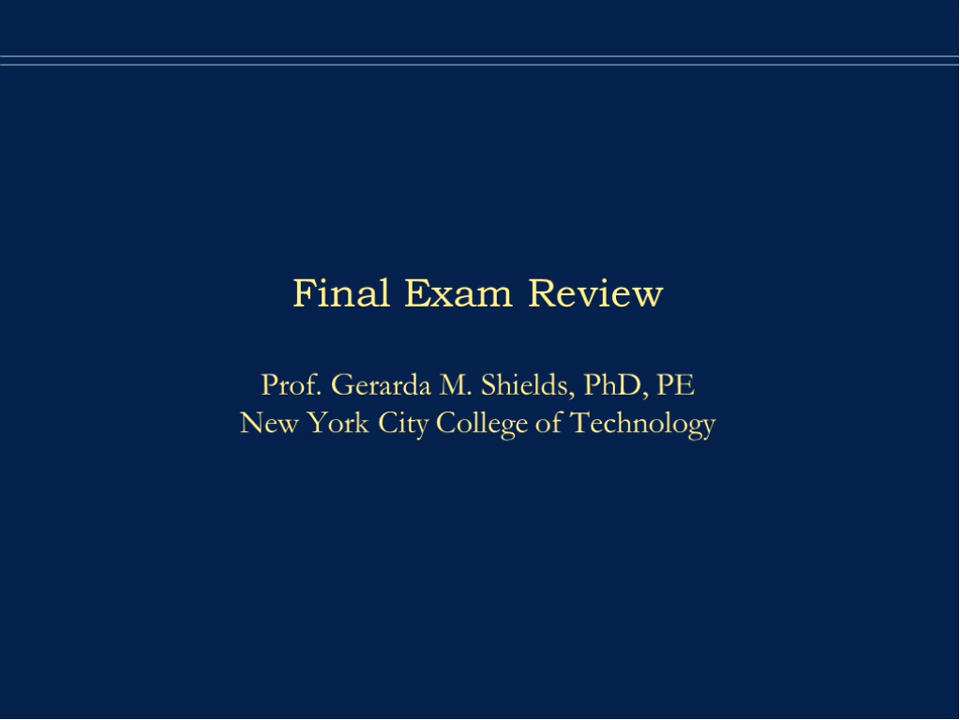 Final Exam Review
Prof. Gerarda M. Shields, PhD, PE
New York City College of Technology